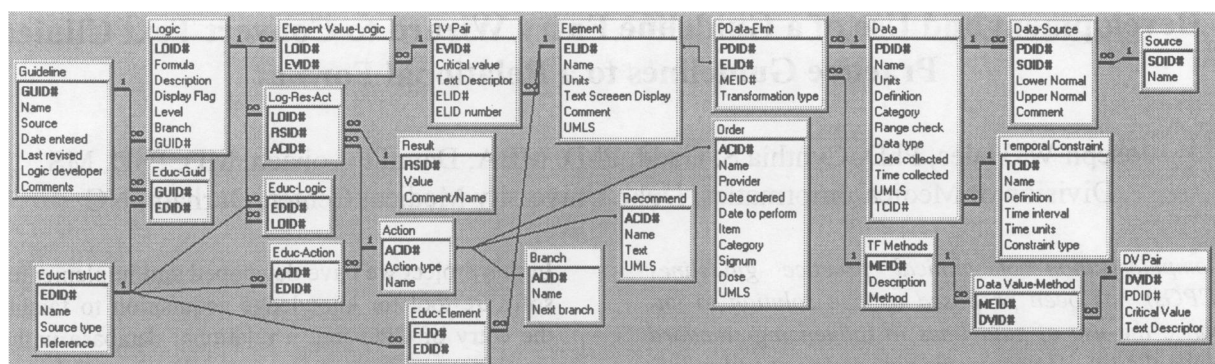 Guideline
GUID#
Name
Source
Date entered
Last revised
Logic developer
Comments
Educ Instruct
EDID#
Name
Source type
Reference
Logic
LOID#
Formula
Description
Display Flag
Level
Branch
GUID#
Educ-Guid
GUID#
EDID#
Element Value-Logic
LOID#
EVID#
Log-Res-Act
LOID#
RSID#
ACID#
Educ-Logic
EDID#
LOID#
Educ-Action
ACID#
EDID#
EV Pair
EVID#
Critical value
Text Descriptor
ELID#
ELID number
Result
RSID#
Value
Comment/Name
Action
ACID#
Action type
Name
Educ-Element
ELID#
EDID#
Element
ELID#
Name
Units
Text Screeen Display
Comment
UMLS
Branch
ACID#
Name
Next branch
Recommend
ACID#
Name
Text
UMLS
PData-Elmt
PDID#
ELID#
MEID#
Transformation type
Order
ACID#
Name
Provider
Date ordered
Date to perform
Item
Category
Signum
Dose
UMLS
Data
PDID#
Name
Units
Definition
Category
Range check
Data type
Date collected
Time collected
UMLS
TCID#
TF Methods
MEID#
Description
Method
Data-Source
PDID#
SOID#
Lower Normal
Upper Normal
Comment
Source
SOID#
Name
Temporal Constraint
TCID#
Name
Definition
Time interval
Time units
Constraint type
Data Value-Method
MEID#
DVID#
DV Pair
DVID#
PDID#
Critical Value
Text Descriptor